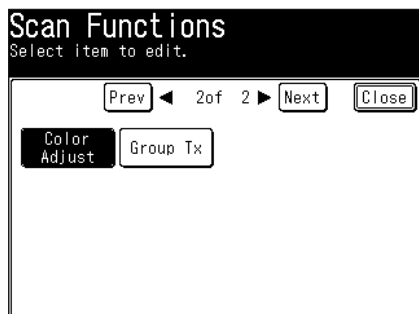 Scan Functions
Select item to edit.
Prev ◀ 2of 2 ▶ Next Close
Color
Adjust
Group Tx